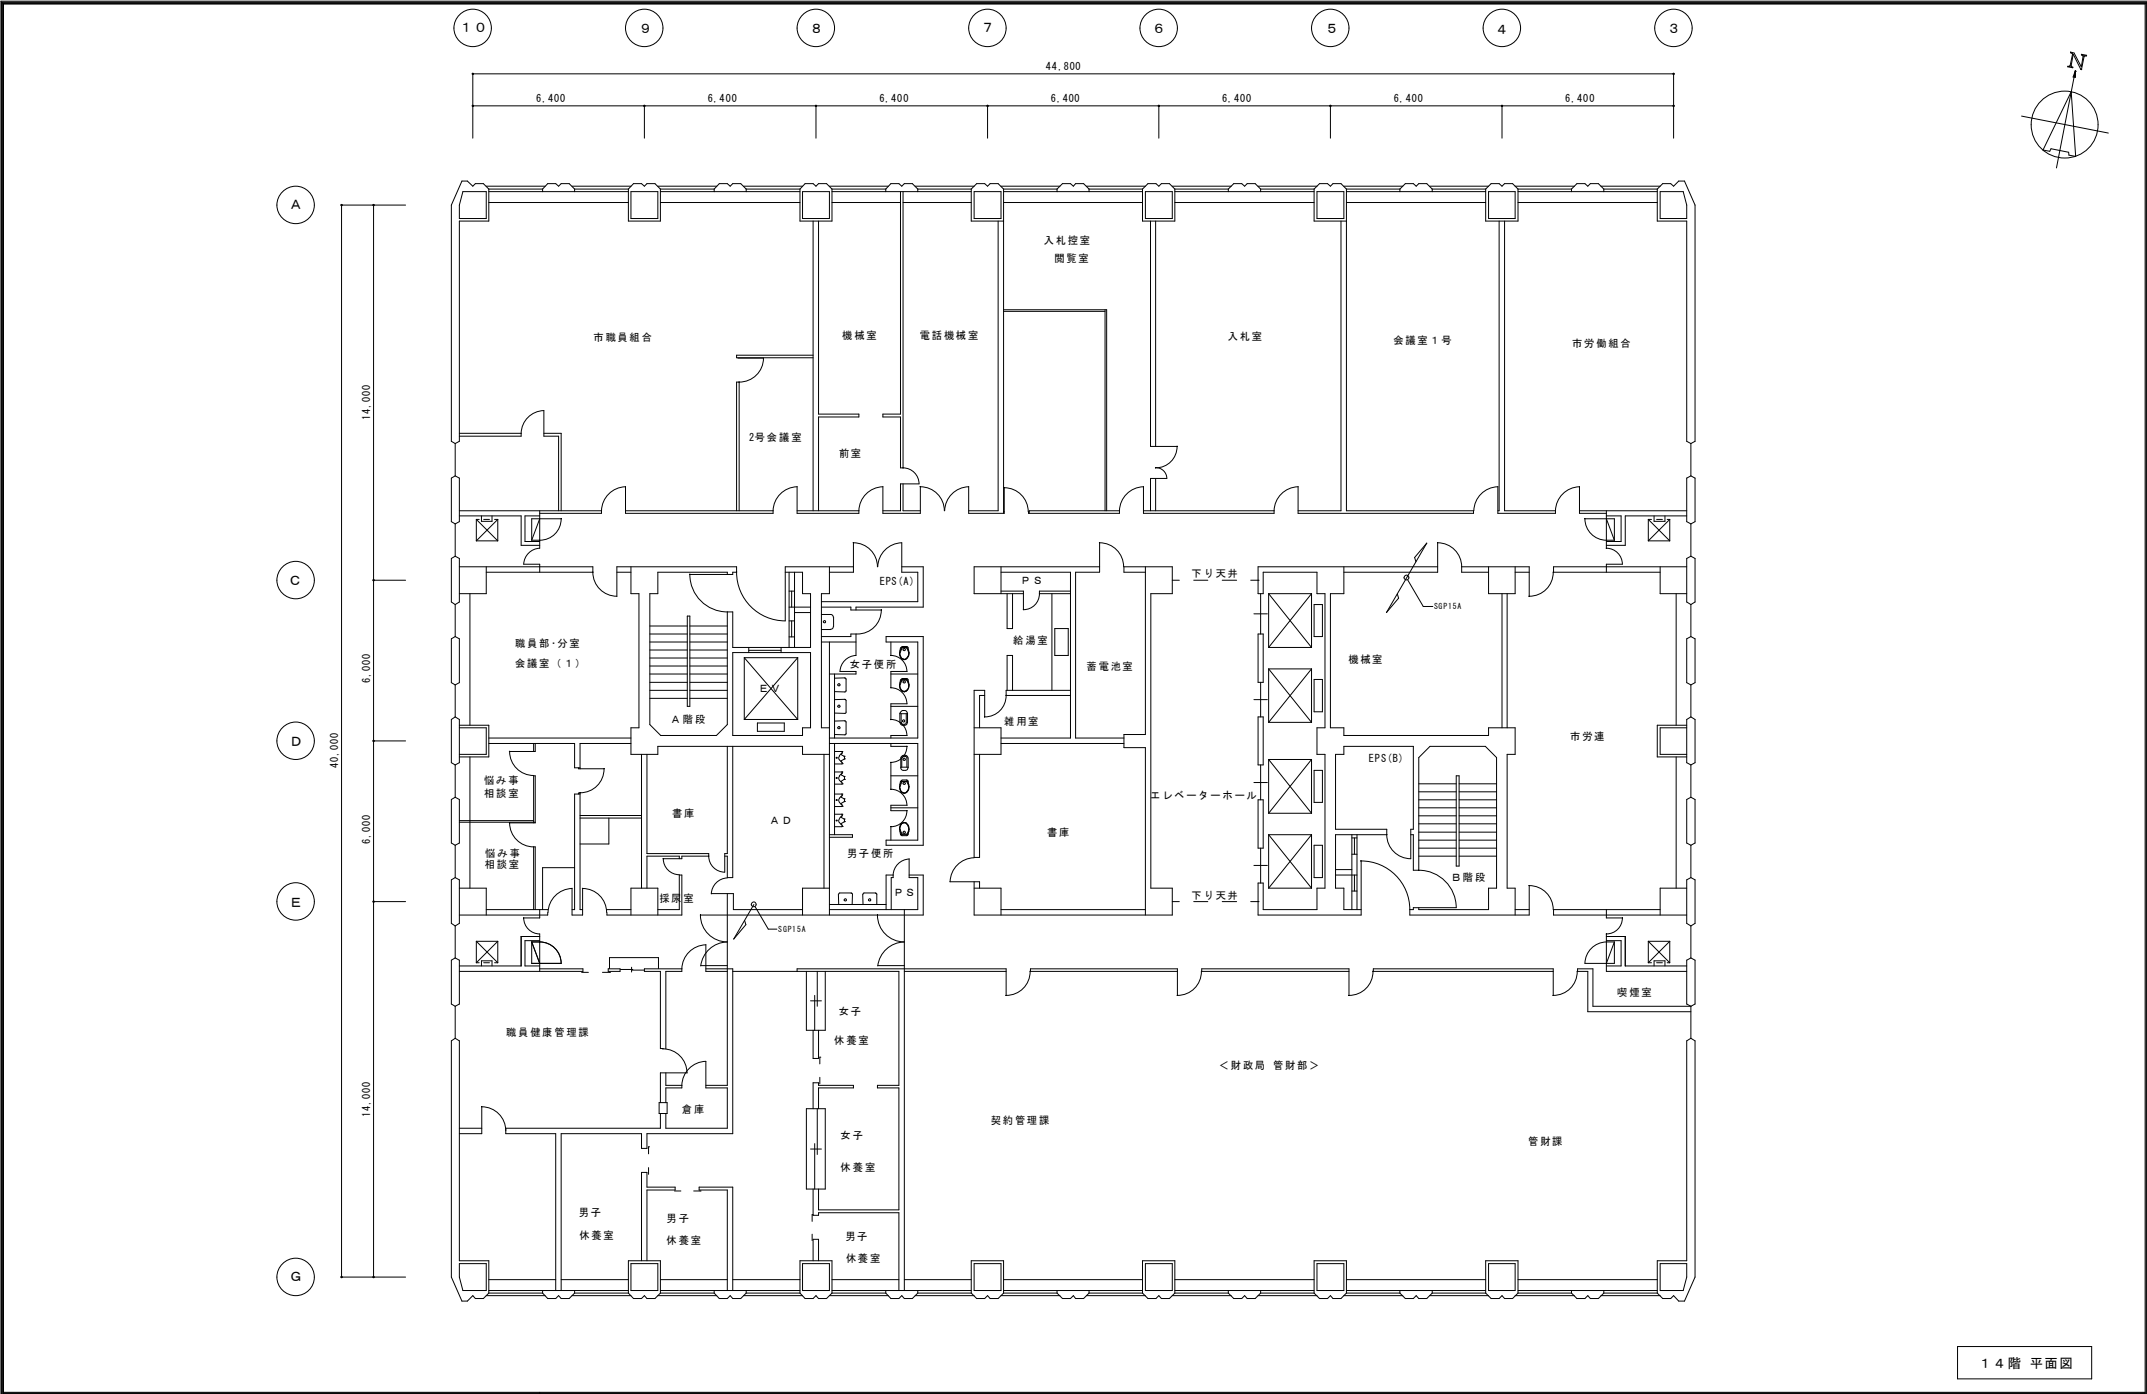 １０
９
８
７
６
５
４
３
N
44,800
6,400
6,400
6,400
6,400
6,400
6,400
6,400
A
C
D
E
G
14,000
6,000
40,000
6,000
14,000
入札控室
閲覧室
市職員組合
機械室
電話機械室
入札室
会議室１号
市労働組合
2号会議室
前室
EPS(A)
ＰＳ
下り天井
SGP15A
職員部・分室
会議室（１）
女子便所
給湯室
蓄電池室
機械室
EV
Ａ階段
雑用室
市労連
EPS(B)
悩み事
相談室
エレベーターホール
書庫
ＡＤ
書庫
悩み事
相談室
男子便所
Ｂ階段
ＰＳ
採尿室
下り天井
SGP15A
喫煙室
女子
休養室
職員健康管理課
＜財政局 管財部＞
倉庫
契約管理課
女子
休養室
管財課
男子
休養室
男子
休養室
男子
休養室
１４階 平面図